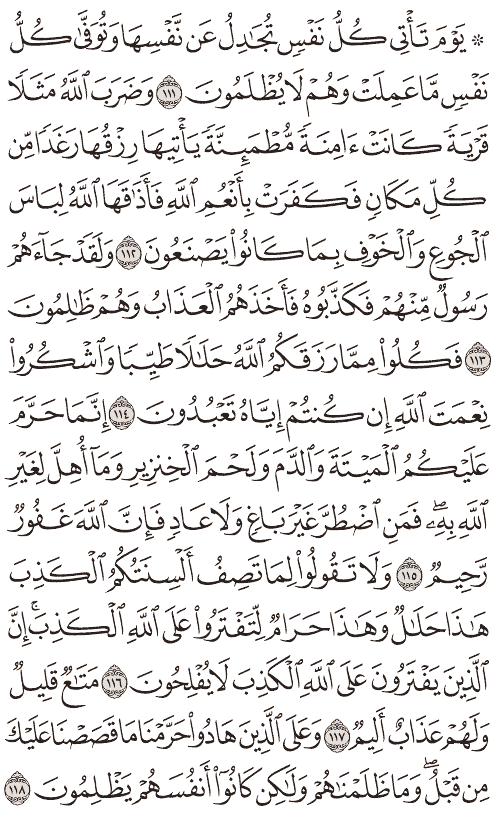 ۞ يَوْمَ تَأْتِي كُلُّ نَفْسٍ تُجَٰدِلُ عَن نَّفْسِهَا وَتُوَفَّىٰ كُلُّ
نَفْسٍ مَّا عَمِلَتْ وَهُمْ لَا يُظْلَمُونَ ۝١١١ وَضَرَبَ ٱللَّهُ مَثَلًا
قَرْيَةً كَانَتْ ءَامِنَةً مُّطْمَئِنَّةً يَأْتِيهَا رِزْقُهَا رَغَدًا مِّن
كُلِّ مَكَانٍ فَكَفَرَتْ بِأَنْعُمِ ٱللَّهِ فَأَذَٰقَهَا ٱللَّهُ لِبَاسَ
ٱلْجُوعِ وَٱلْخَوْفِ بِمَا كَانُوا۟ يَصْنَعُونَ ۝١١٢ وَلَقَدْ جَآءَهُمْ
رَسُولٌ مِّنْهُمْ فَكَذَّبُوهُ فَأَخَذَهُمُ ٱلْعَذَابُ وَهُمْ ظَٰلِمُونَ
۝١١٣ فَكُلُوا۟ مِمَّا رَزَقَكُمُ ٱللَّهُ حَلَٰلًا طَيِّبًا وَٱشْكُرُوا۟
نِعْمَتَ ٱللَّهِ إِن كُنتُمْ إِيَّاهُ تَعْبُدُونَ ۝١١٤ إِنَّمَا حَرَّمَ
عَلَيْكُمُ ٱلْمَيْتَةَ وَٱلدَّمَ وَلَحْمَ ٱلْخِنزِيرِ وَمَآ أُهِلَّ لِغَيْرِ
ٱللَّهِ بِهِۦ ۖ فَمَنِ ٱضْطُرَّ غَيْرَ بَاغٍ وَلَا عَادٍ فَإِنَّ ٱللَّهَ غَفُورٌ
رَّحِيمٌ ۝١١٥ وَلَا تَقُولُوا۟ لِمَا تَصِفُ أَلْسِنَتُكُمُ ٱلْكَذِبَ
هَٰذَا حَلَٰلٌ وَهَٰذَا حَرَامٌ لِّتَفْتَرُوا۟ عَلَى ٱللَّهِ ٱلْكَذِبَ ۚ إِنَّ
ٱلَّذِينَ يَفْتَرُونَ عَلَى ٱللَّهِ ٱلْكَذِبَ لَا يُفْلِحُونَ ۝١١٦ مَتَٰعٌ قَلِيلٌ
وَلَهُمْ عَذَابٌ أَلِيمٌ ۝١١٧ وَعَلَى ٱلَّذِينَ هَادُوا۟ حَرَّمْنَا مَا قَصَصْنَا عَلَيْكَ
مِن قَبْلُ ۖ وَمَا ظَلَمْنَٰهُمْ وَلَٰكِن كَانُوٓا۟ أَنفُسَهُمْ يَظْلِمُونَ ۝١١٨